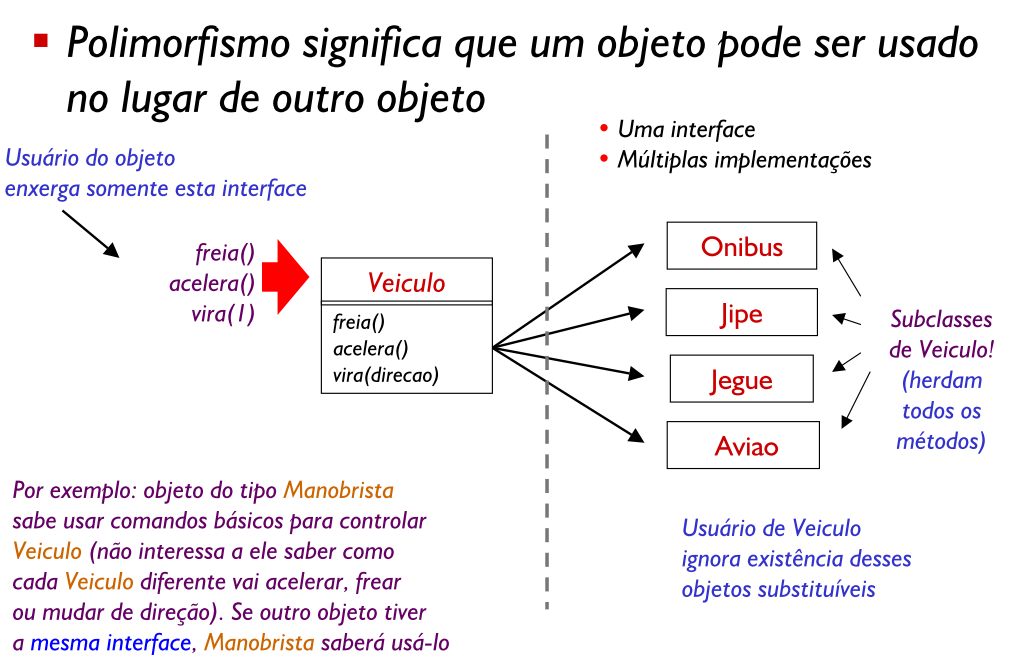 Polimorfismo significa que um objeto pode ser usado
no lugar de outro objeto
Usuário do objeto
enxerga somente esta interface
freia()
acelera()
vira(1)
Veiculo
freia()
acelera()
vira(direcao)
Por exemplo: objeto do tipo Manobrista
sabe usar comandos básicos para controlar
Veiculo (não interessa a ele saber como
cada Veiculo diferente vai acelerar, frear
ou mudar de direção). Se outro objeto tiver
a mesma interface, Manobrista saberá usá-lo
Uma interface
Múltiplas implementações
Onibus
Jipe
Jegue
Aviao
Subclasses
de Veiculo!
(herdam
todos os
métodos)
Usuário de Veiculo
ignora existência desses
objetos substituíveis